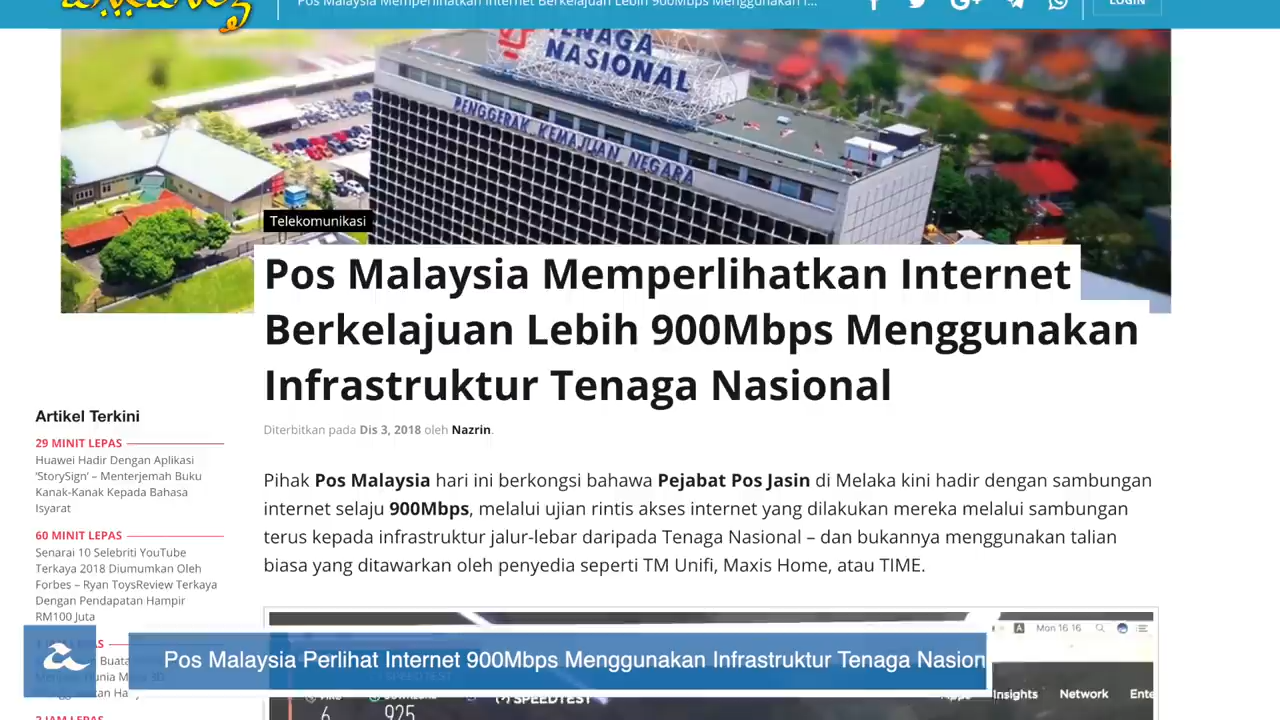 Pos Malaysia Memperlihatkan Internet Berkelajuan Lebih 900Mbps Menggunakan I...
LOGIN
TENAGA
NASIONAL
PENGGERAK KEMAJUAN NEGARA
Telekomunikasi
Pos Malaysia Memperlihatkan Internet
Berkelajuan Lebih 900Mbps Menggunakan
Infrastruktur Tenaga Nasional
Diterbitkan pada Dis 3, 2018 oleh Nazrin.
Artikel Terkini
29 MINIT LEPAS
Huawei Hadir Dengan Aplikasi
‘StorySign’ – Menterjemah Buku
Kanak-Kanak Kepada Bahasa
Isyarat
60 MINIT LEPAS
Senarai 10 Selebriti YouTube
Terkaya 2018 Diumumkan Oleh
Forbes – Ryan ToysReview Terkaya
Dengan Pendapatan Hampir
RM100 Juta
2 JAM LEPAS
Pihak Pos Malaysia hari ini berkongsi bahawa Pejabat Pos Jasin di Melaka kini hadir dengan sambungan
internet selaju 900Mbps, melalui ujian rintis akses internet yang dilakukan mereka melalui sambungan
terus kepada infrastruktur jalur-lebar daripada Tenaga Nasional – dan bukannya menggunakan talian
biasa yang ditawarkan oleh penyedia seperti TM Unifi, Maxis Home, atau TIME.
Mon 16 16
Pos Malaysia Perlihat Internet 900Mbps Menggunakan Infrastruktur Tenaga Nasion
SPEEDTEST
Apps Insights Network Ente
6 925